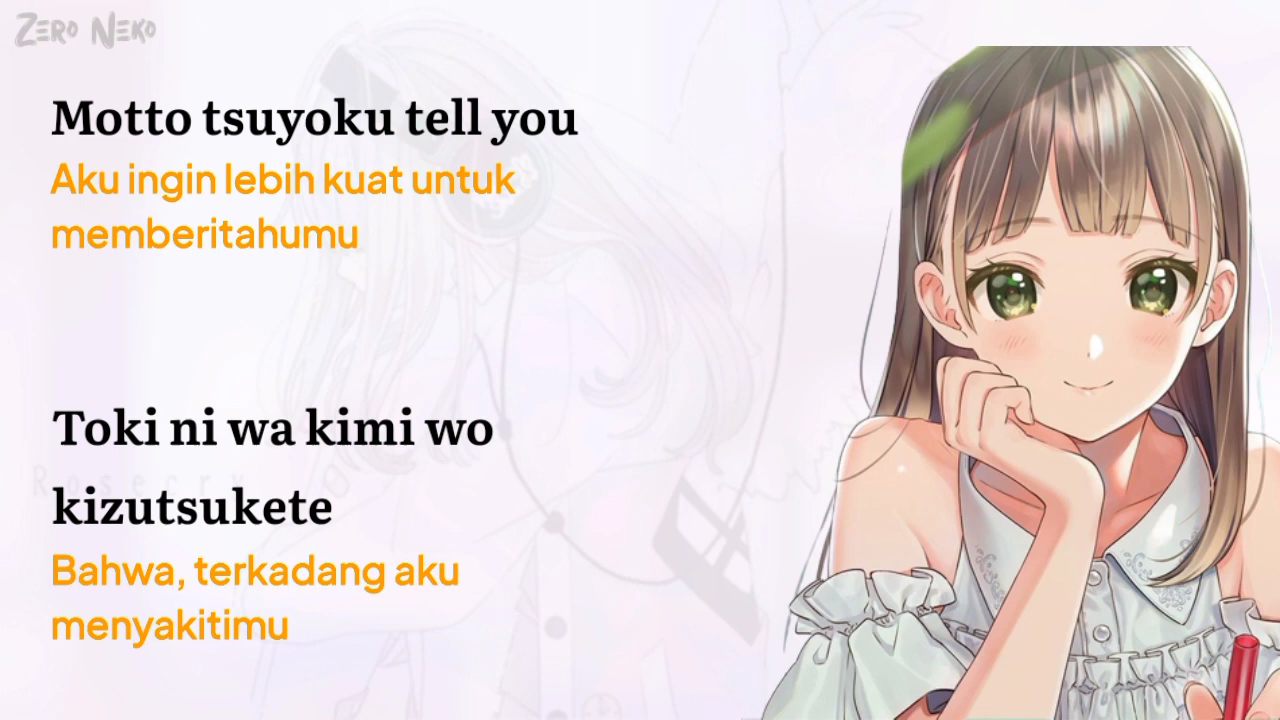 Zero Neko
Motto tsuyoku tell you
Aku ingin lebih kuat untuk
memberitahumu
Toki ni wa kimi wo
Rosecry
kizutsukete
Bahwa, terkadang aku
menyakitimu